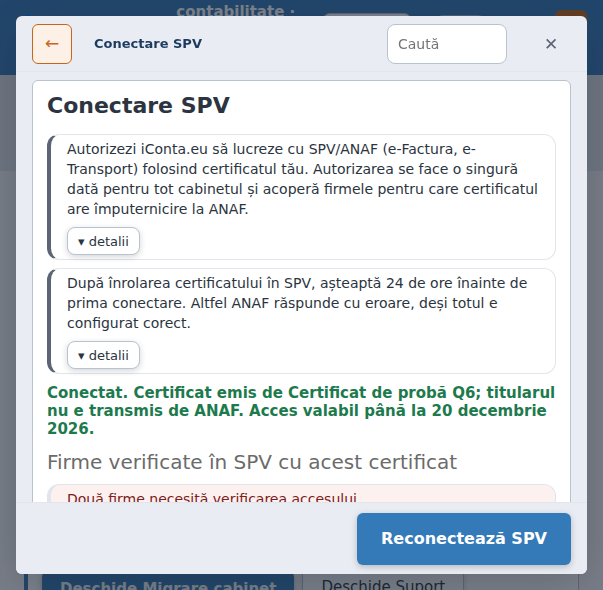 contabilitate ·
←
Conectare SPV
Caută
✕
Conectare SPV
Autorizezi iConta.eu să lucreze cu SPV/ANAF (e-Factura, e-
Transport) folosind certificatul tău. Autorizarea se face o singură
dată pentru tot cabinetul și acoperă firmele pentru care certificatul
are împuternicire la ANAF.
▾ detalii
După înrolarea certificatului în SPV, așteaptă 24 de ore înainte de
prima conectare. Altfel ANAF răspunde cu eroare, deși totul e
configurat corect.
▾ detalii
Conectat. Certificat emis de Certificat de probă Q6; titularul
nu e transmis de ANAF. Acces valabil până la 20 decembrie
2026.
Firme verificate în SPV cu acest certificat
Două firme necesită verificarea accesului
Reconectează SPV
Deschide Migrare cabinet
Deschide Suport